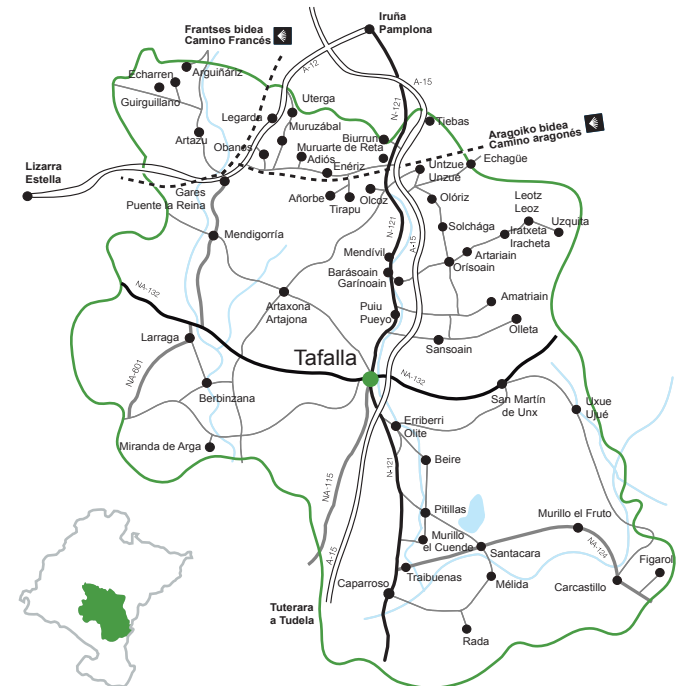 Frantses bidea
Camino Francés
Iruña
Pamplona
A-12
A-15
Echarren
Arguiñáriz
Guirguillano
Uterga
N-121
Legarda
Muruzábal
Tiebas
Aragoiko bidea
Camino aragonés
Artazu
Obanos
Biurrun
Muruarte de Reta
Adiós
Enériz
Untzue
Unzué
Echagüe
Lizarra
Estella
Gares
Puente la Reina
Añorbe
Tirapu
Olcoz
Olóriz
Leotz
Leoz
Uzquita
Mendigorría
N-121
A-15
Solchága
Iratxeta
Iracheta
Mendívil
Artariain
Orísoain
Barásoain
Garínoain
NA-132
Artaxona
Artajona
Puiu
Pueyo
Amatriain
Olleta
Larraga
Tafalla
Sansoain
NA-601
NA-132
Berbinzana
San Martín
de Unx
Uxue
Ujué
Erriberri
Olite
Miranda de Arga
N-121
Beire
NA-115
Pitillas
Murillo el Fruto
Murillo
el Cuende
Santacara
NA-124
A-15
Traibuenas
Figarol
Caparroso
Mélida
Carcastillo
Tuterara
a Tudela
Rada